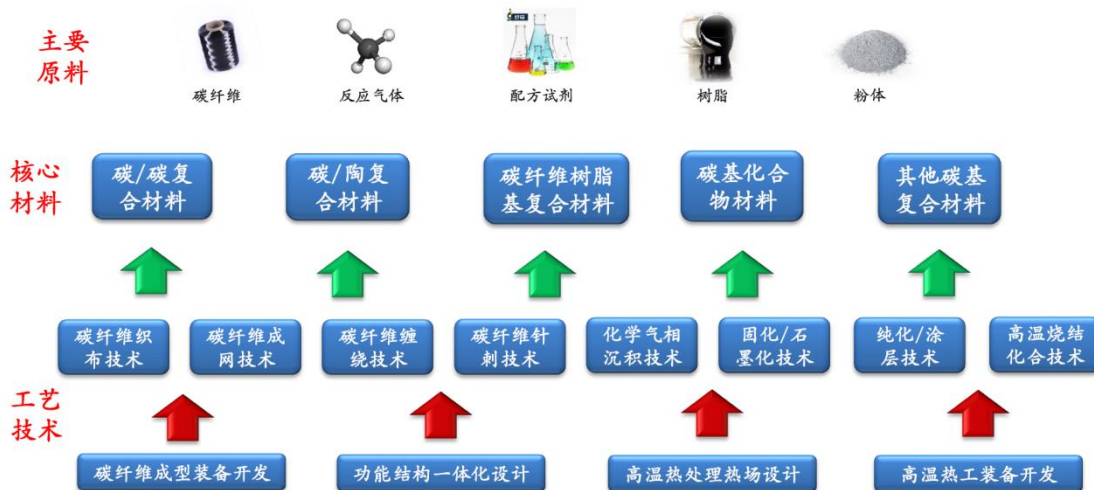 主要
原料
碳纤维
反应气体
配方试剂
树脂
粉体
核心
材料
碳/碳复
合材料
碳/陶复
合材料
碳纤维树脂
基复合材料
碳基化合
物材料
其他碳基
复合材料
碳纤维织
布技术
碳纤维成
网技术
碳纤维缠
绕技术
碳纤维针
刺技术
化学气相
沉积技术
固化/石
墨化技术
纯化/涂
层技术
高温烧结
化合技术
工艺
技术
碳纤维成型装备开发
功能结构一体化设计
高温热处理热场设计
高温热工装备开发